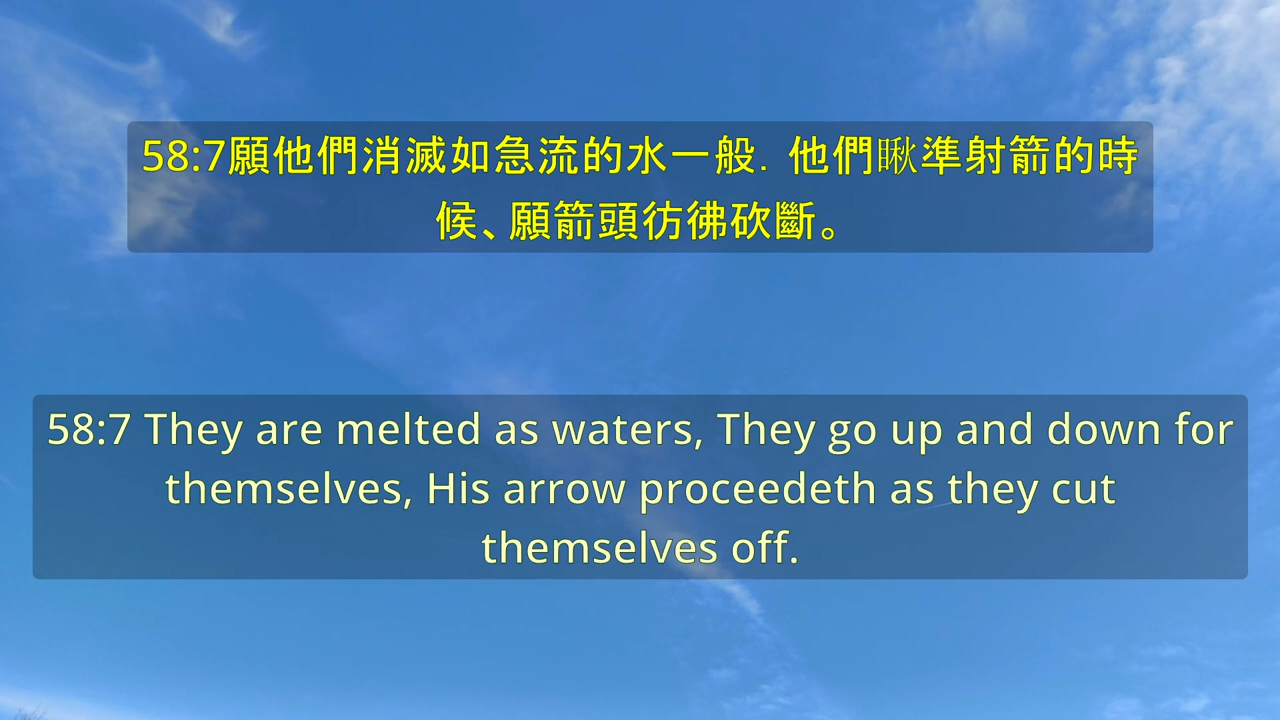 58:7願他們消滅如急流的水一般．他們瞅準射箭的時
候、願箭頭彷彿砍斷。
58:7 They are melted as waters, They go up and down for
themselves, His arrow proceedeth as they cut
themselves off.